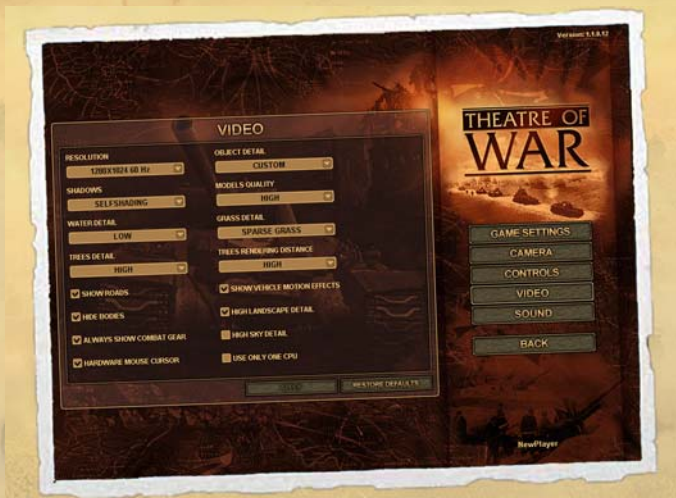 Version: 1.1.0.12
THEATRE OF
WAR
VIDEO
RESOLUTION
1280X1024 60 Hz
OBJECT DETAIL
CUSTOM
SHADOWS
SELFSHADING
MODELS QUALITY
HIGH
WATER DETAIL
LOW
GRASS DETAIL
SPARSE GRASS
TREES DETAIL
HIGH
TREES RENDERING DISTANCE
HIGH
SHOW ROADS
SHOW VEHICLE MOTION EFFECTS
HIDE BODIES
HIGH LANDSCAPE DETAIL
ALWAYS SHOW COMBAT GEAR
HIGH SKY DETAIL
HARDWARE MOUSE CURSOR
USE ONLY ONE CPU
RESTORE DEFAULTS
GAME SETTINGS
CAMERA
CONTROLS
VIDEO
SOUND
BACK
NewPlayer